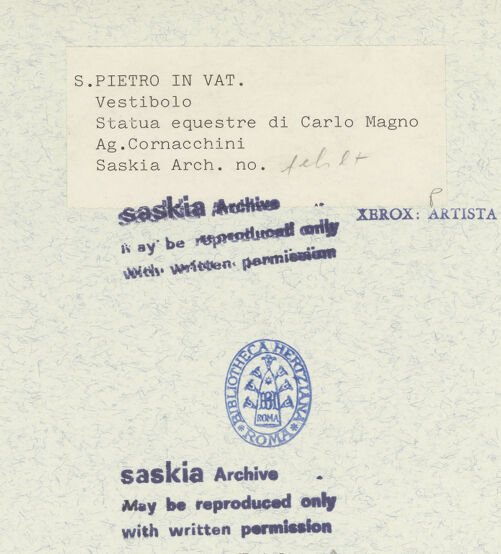 S.PIETRO IN VAT.
Vestibolo
Statua equestre di Carlo Magno
Ag.Cornacchini
Saskia Arch. no. fehlt
saskia Archive
May be reproduced only
with written permission
XEROX: ARTISTA
BIBLIOTHECA HERTZIANA
ROMA
* ROMA *
saskia Archive
May be reproduced only
with written permission